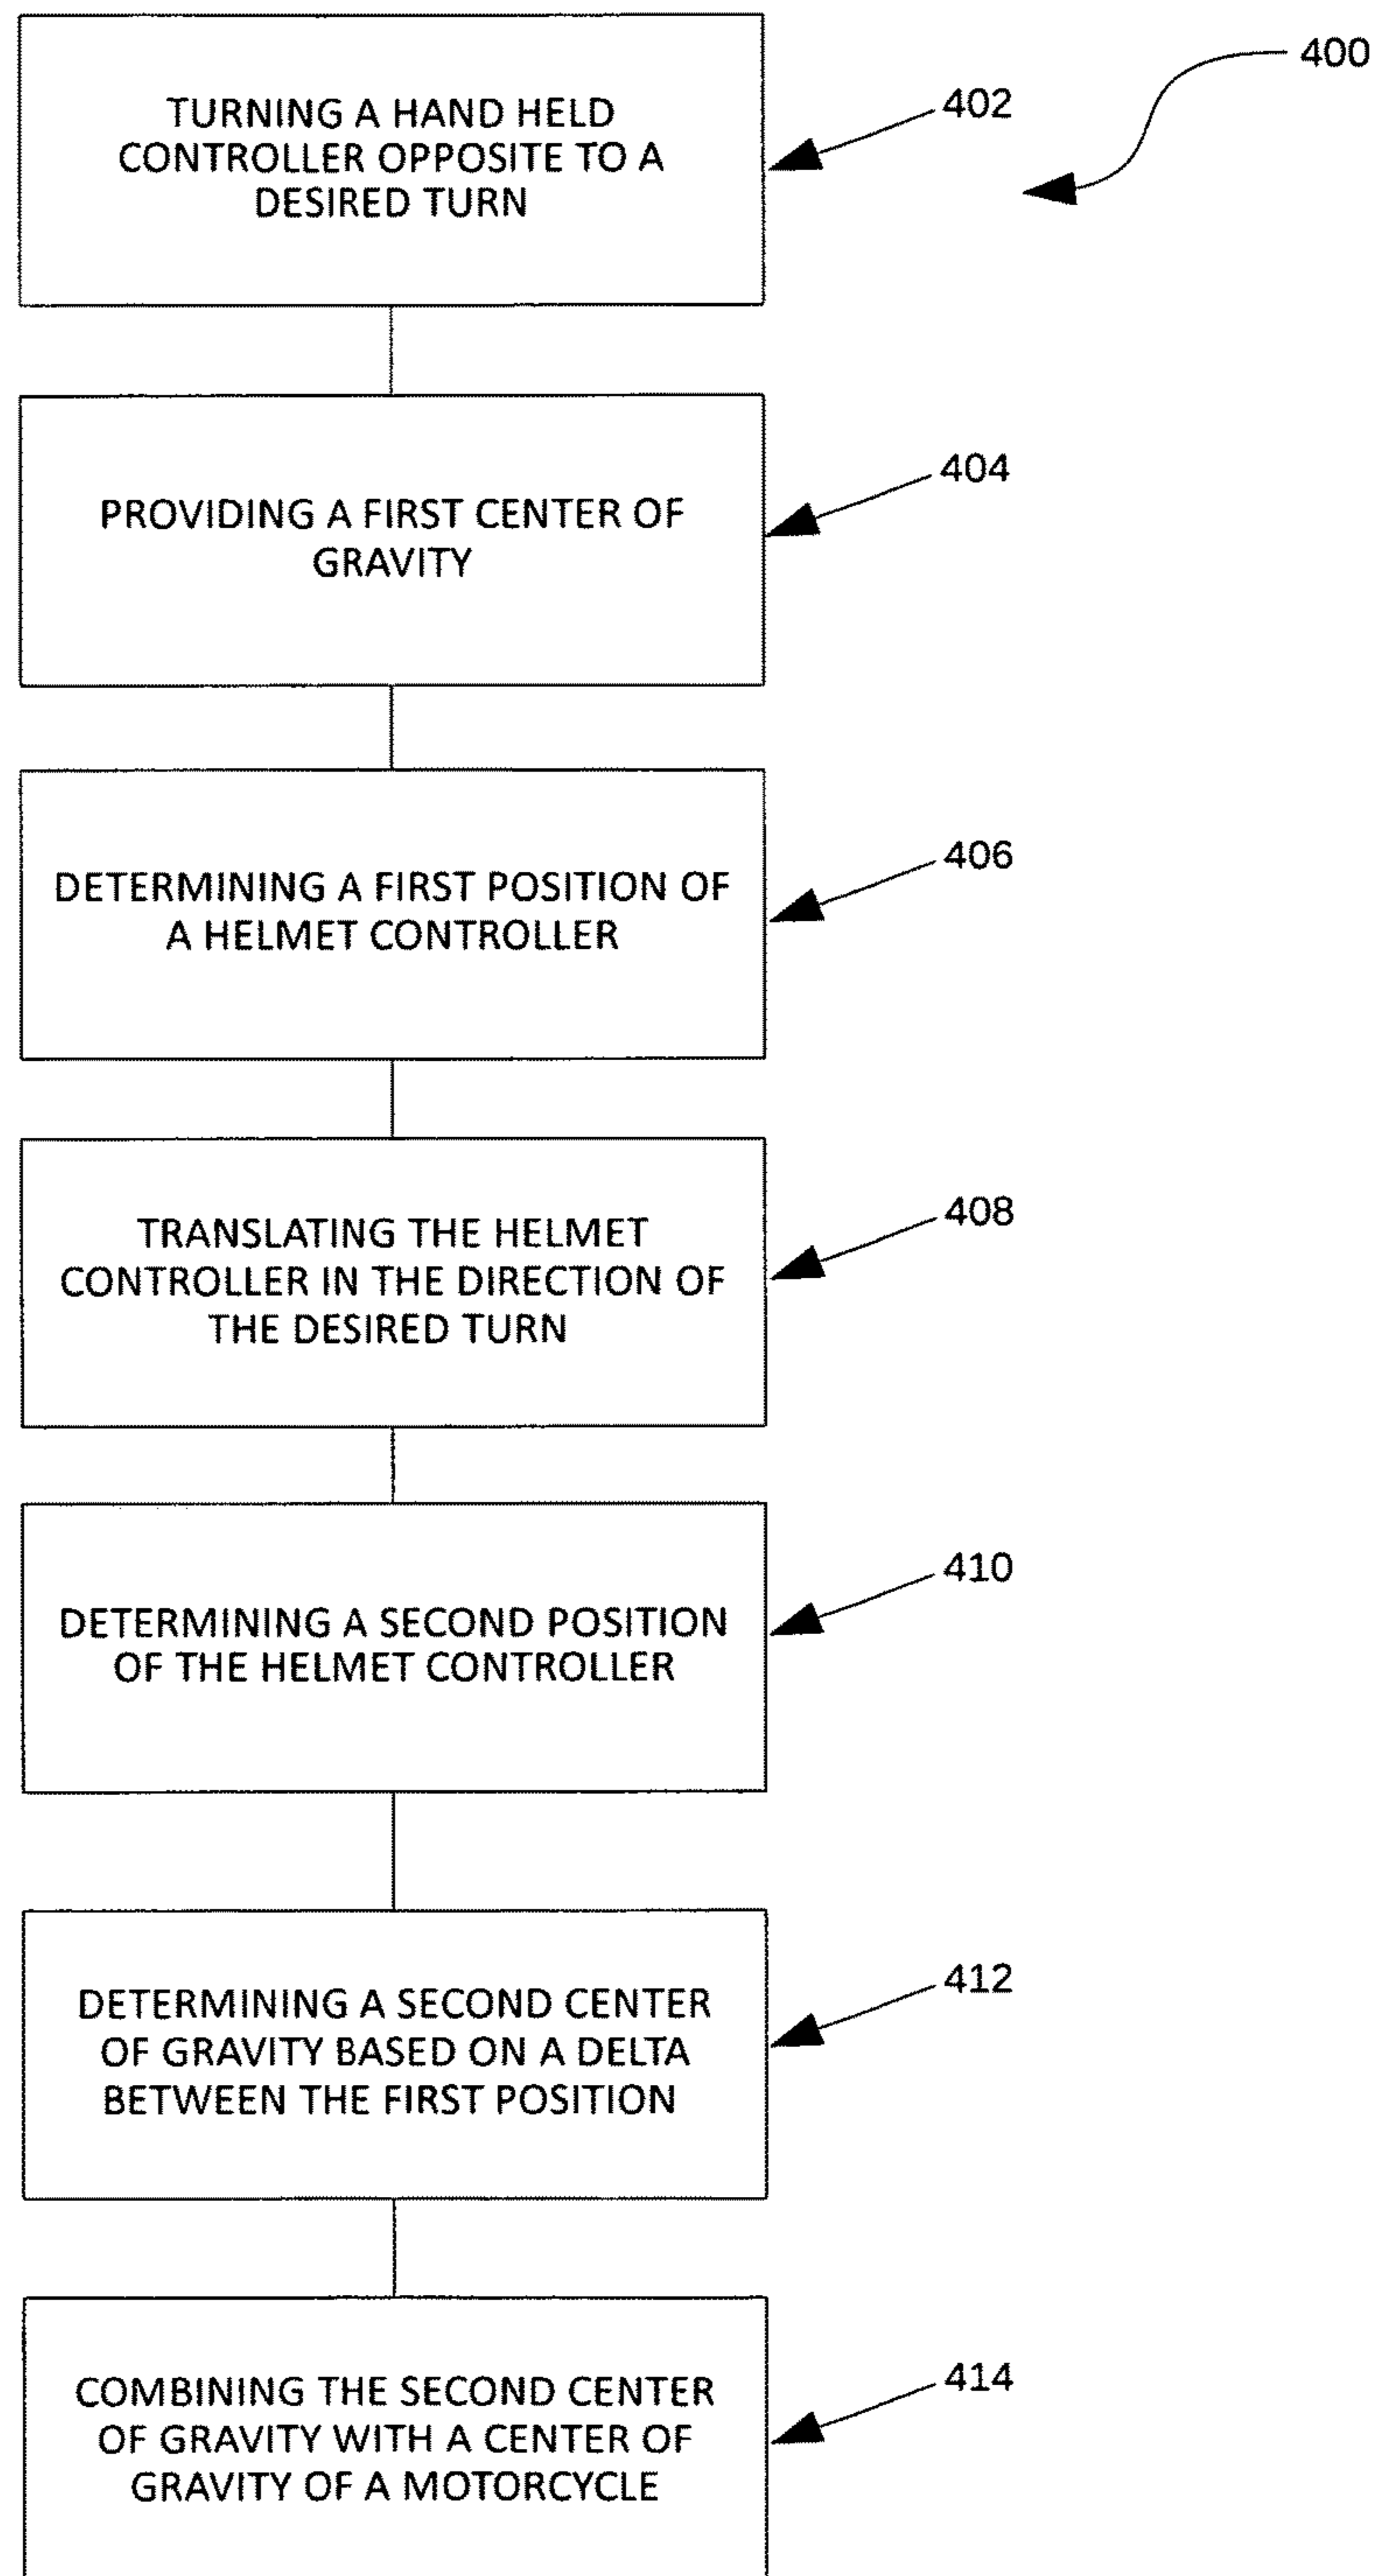 400
TURNING A HAND HELD
CONTROLLER OPPOSITE TO A
DESIRED TURN
402
PROVIDING A FIRST CENTER OF
GRAVITY
404
DETERMINING A FIRST POSITION OF
A HELMET CONTROLLER
406
TRANSLATING THE HELMET
CONTROLLER IN THE DIRECTION OF
THE DESIRED TURN
408
DETERMINING A SECOND POSITION
OF THE HELMET CONTROLLER
410
DETERMINING A SECOND CENTER
OF GRAVITY BASED ON A DELTA
BETWEEN THE FIRST POSITION
412
COMBINING THE SECOND CENTER
OF GRAVITY WITH A CENTER OF
GRAVITY OF A MOTORCYCLE
414